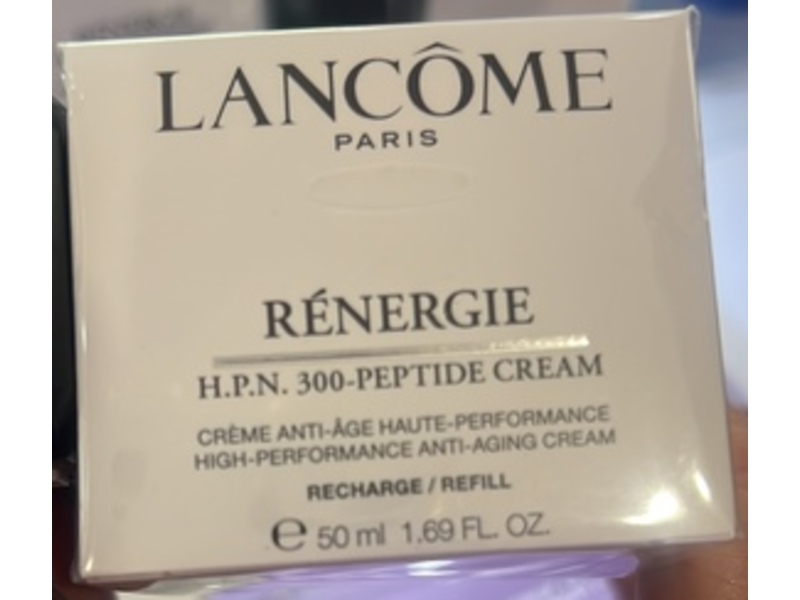 LANCÔME
PARIS
RÉNERGIE
H.P.N. 300-PEPTIDE CREAM
CRÈME ANTI-ÂGE HAUTE-PERFORMANCE
HIGH-PERFORMANCE ANTI-AGING CREAM
RECHARGE / REFILL
℮ 50 ml 1.69 FL. OZ.